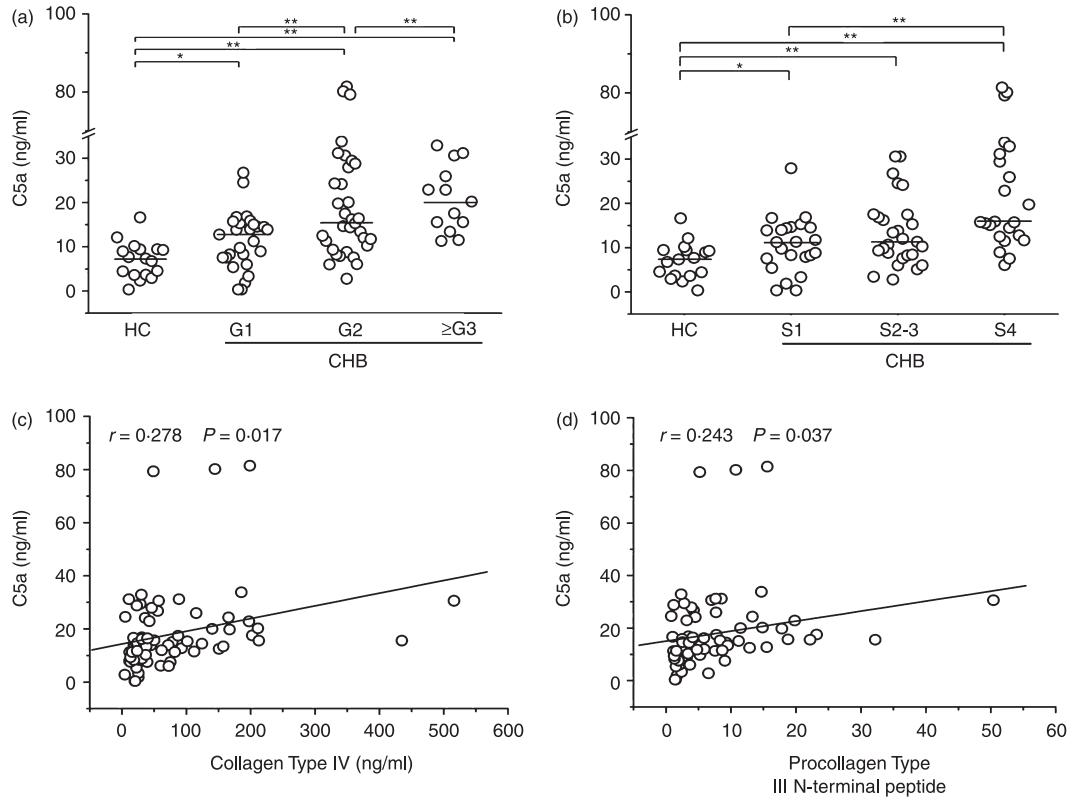 (a)
100
80
30
20
10
0
C5a (ng/ml)
**
**
**
**
*
HC
G1
G2
≥G3
CHB
(b)
100
80
30
20
10
0
C5a (ng/ml)
**
**
**
*
HC
S1
S2-3
S4
CHB
(c)
100
80
60
40
20
0
C5a (ng/ml)
r = 0·278 P = 0·017
0
100
200
300
400
500
600
Collagen Type IV (ng/ml)
(d)
100
80
60
40
20
0
C5a (ng/ml)
r = 0·243 P = 0·037
0
10
20
30
40
50
60
Procollagen Type
III N-terminal peptide